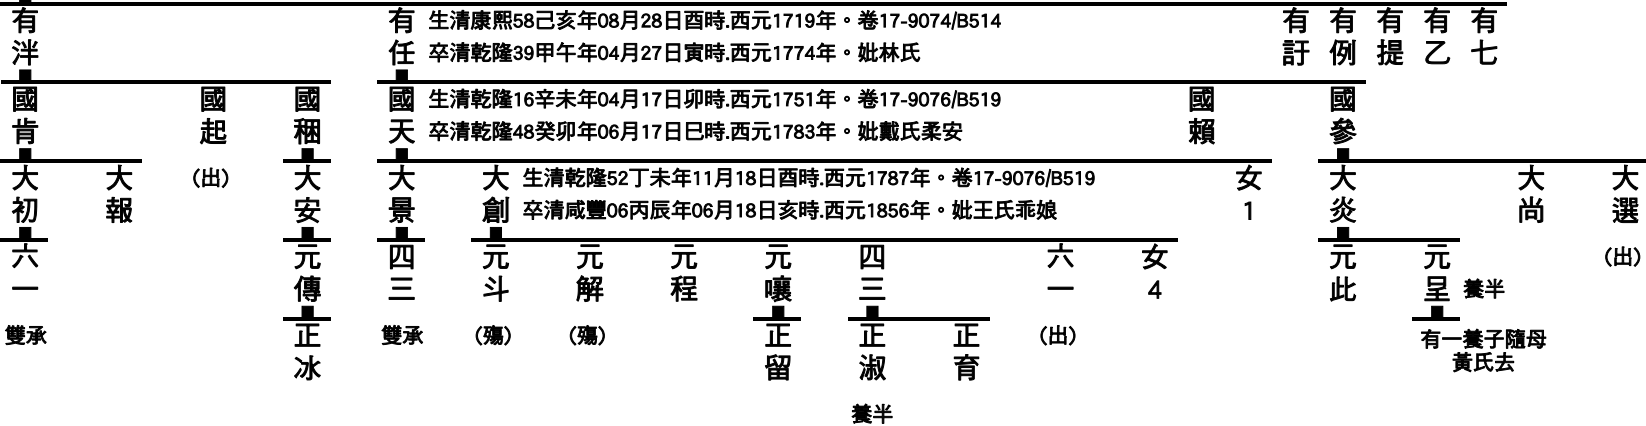 有泮
有任
生清康熙58己亥年08月28日酉時.西元1719年。卷17-9074/B514
卒清乾隆39甲午年04月27日寅時.西元1774年。妣林氏
有訏
有例
有提
有乙
有七
國肯
國起
國稛
國天
生清乾隆16辛未年04月17日卯時.西元1751年。卷17-9076/B519
卒清乾隆48癸卯年06月17日巳時.西元1783年。妣戴氏柔安
國賴
國參
大初
大報
（出）
大安
大景
大創
生清乾隆52丁未年11月18日酉時.西元1787年。卷17-9076/B519
卒清咸豐06丙辰年06月18日亥時.西元1856年。妣王氏乖娘
女1
大炎
大尚
大選
六一
元傳
四三
元斗
元解
元程
元嚷
四三
六一
女4
元此
元呈
養半
（出）
雙承
正冰
雙承
（殤）
（殤）
正留
正淑
正育
（出）
有一養子隨母
黃氏去
養半